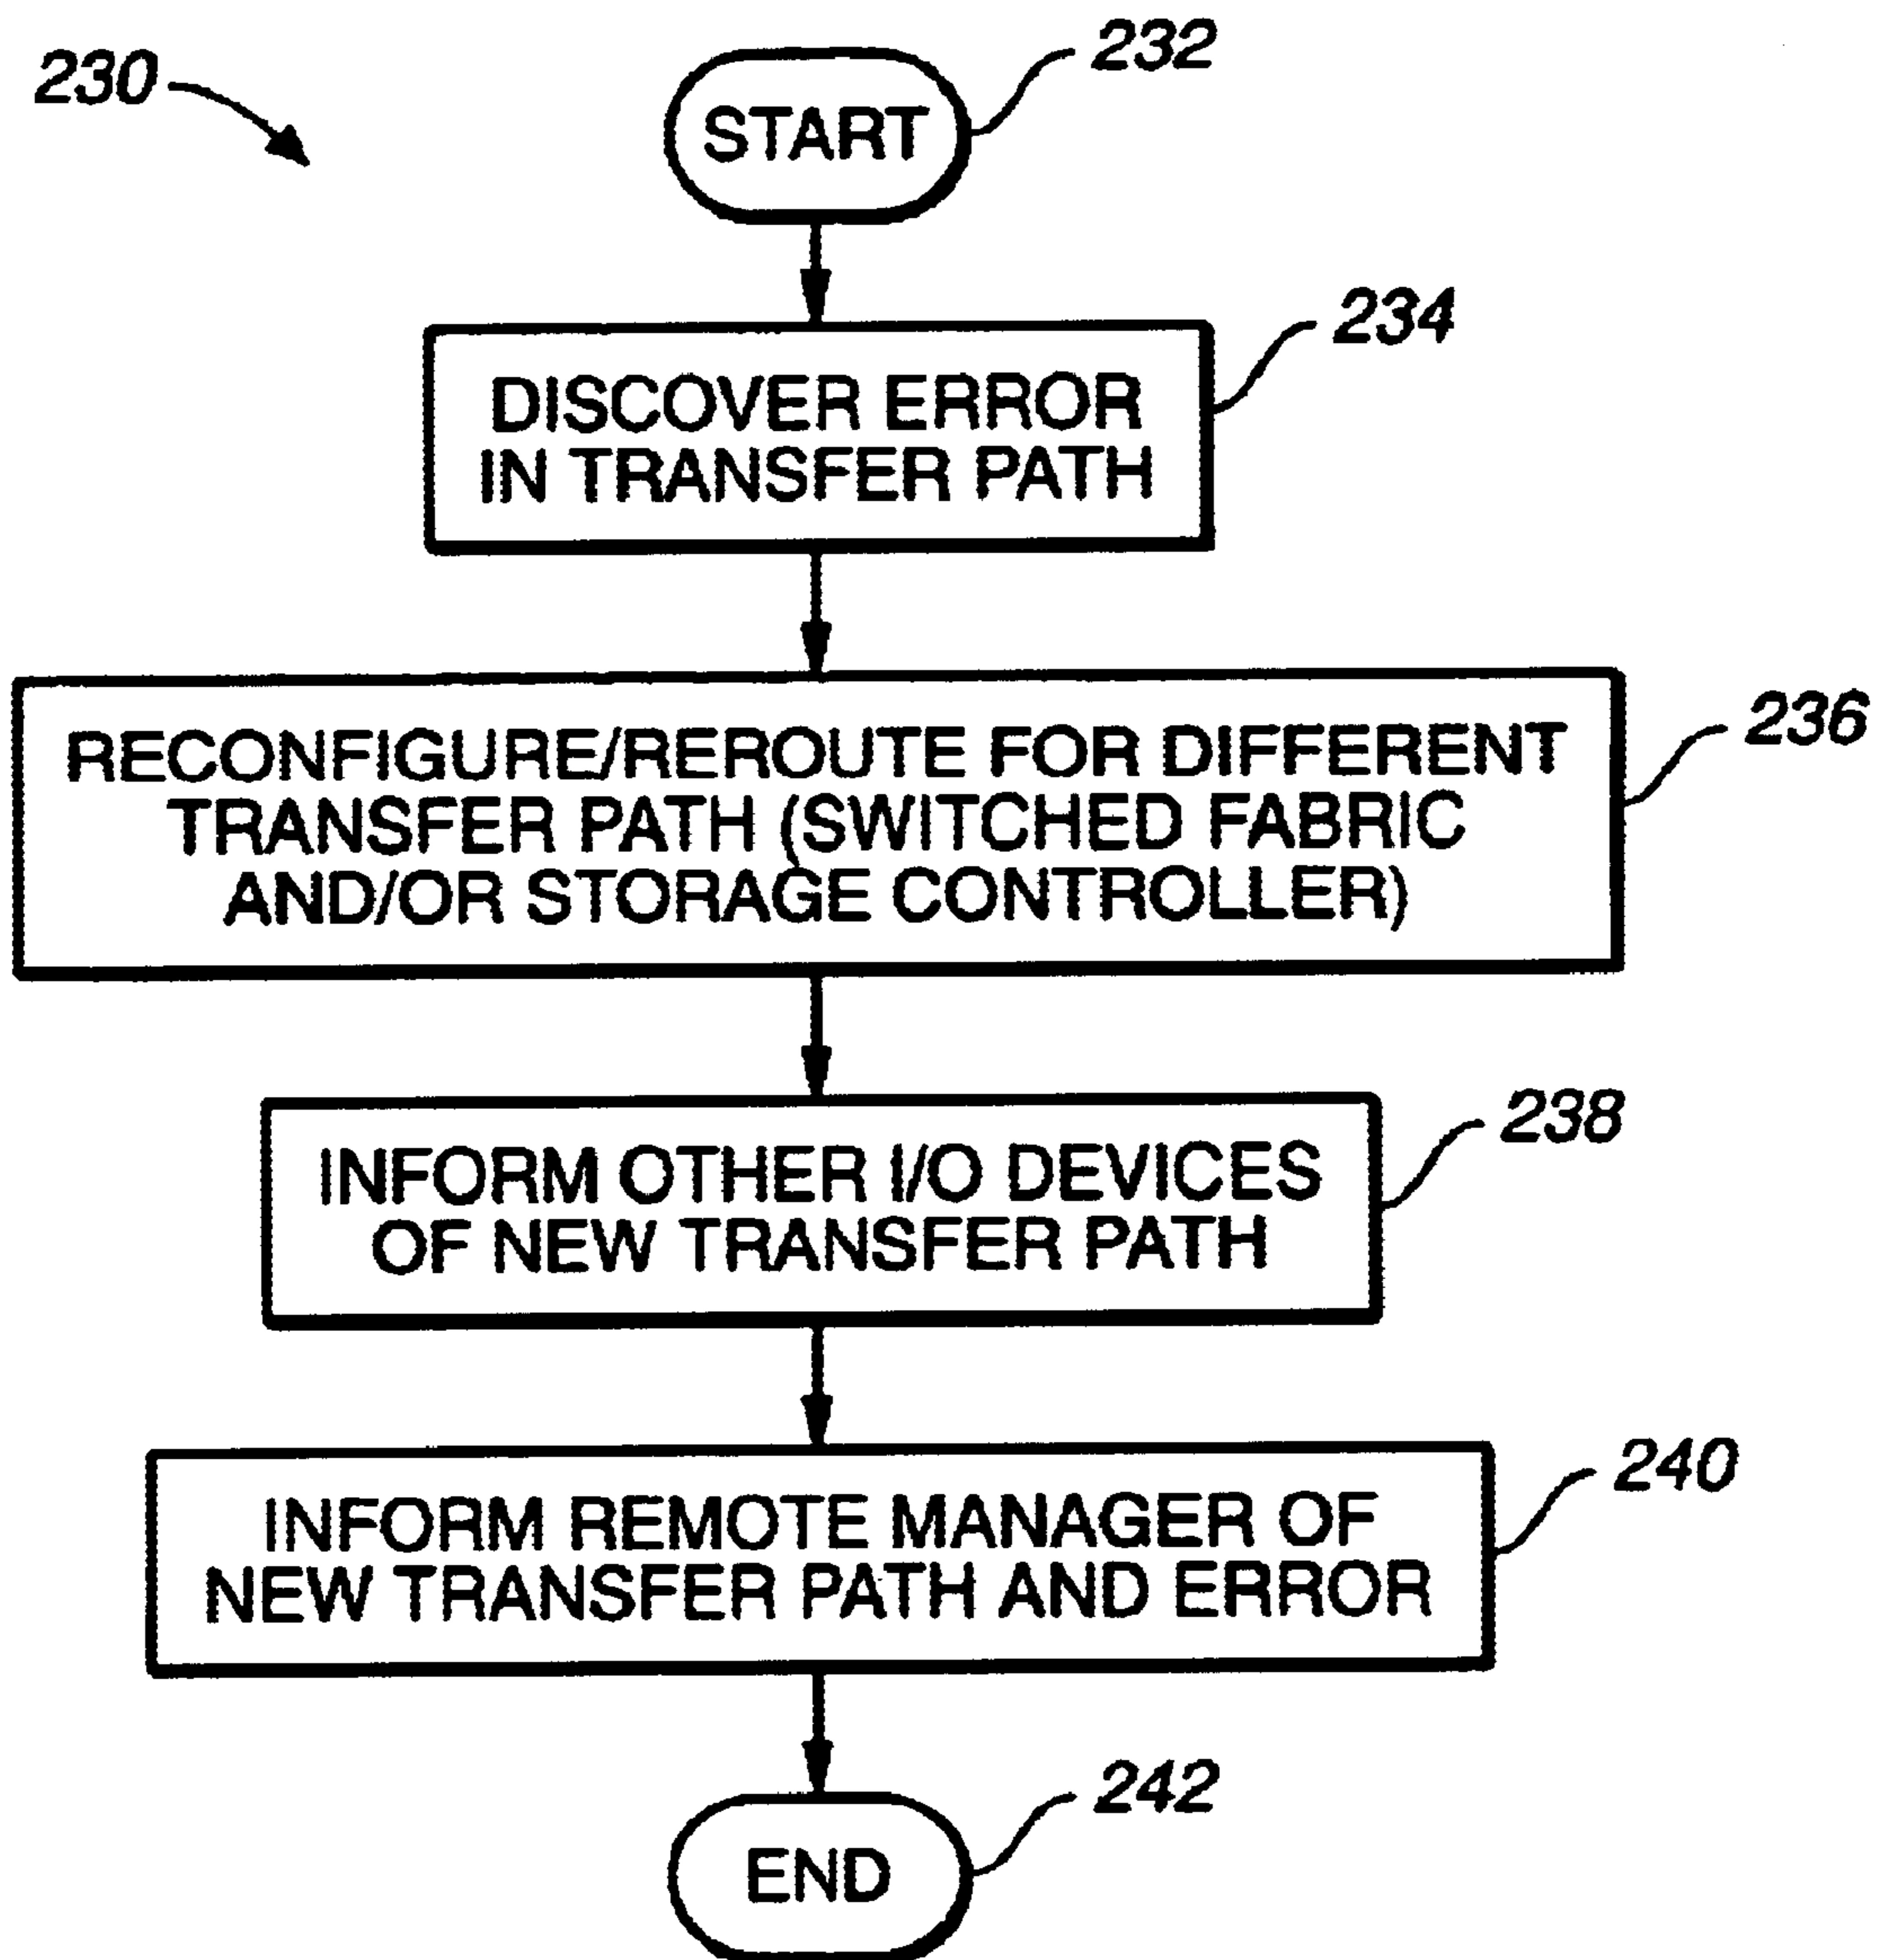 230
232
START
234
DISCOVER ERROR
IN TRANSFER PATH
236
RECONFIGURE/REROUTE FOR DIFFERENT
TRANSFER PATH (SWITCHED FABRIC
AND/OR STORAGE CONTROLLER)
238
INFORM OTHER I/O DEVICES
OF NEW TRANSFER PATH
240
INFORM REMOTE MANAGER OF
NEW TRANSFER PATH AND ERROR
242
END